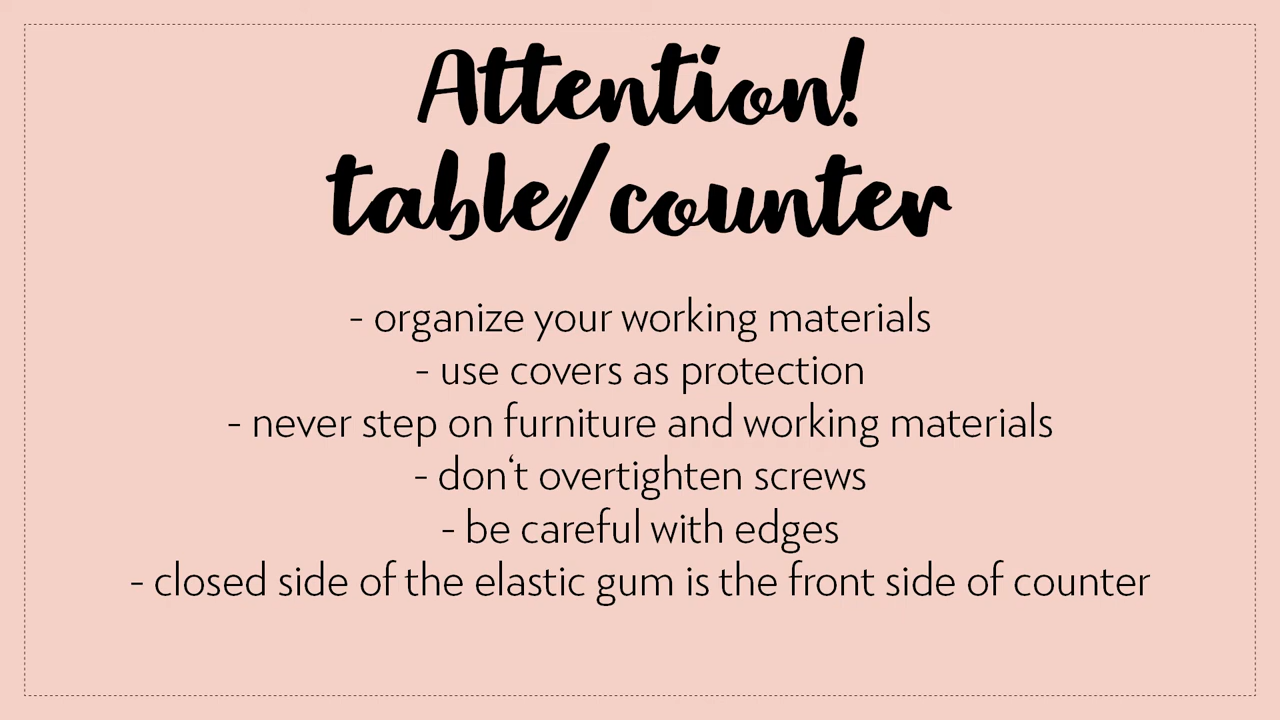 Attention!
table/counter
- organize your working materials
- use covers as protection
- never step on furniture and working materials
- don‘t overtighten screws
- be careful with edges
- closed side of the elastic gum is the front side of counter